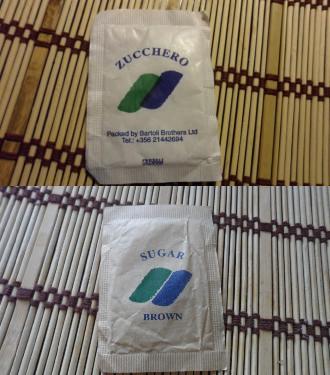 ZUCCHERO
Packed by Bartoli Brothers Ltd
Tel.: +356 21442694
SUGAR
BROWN